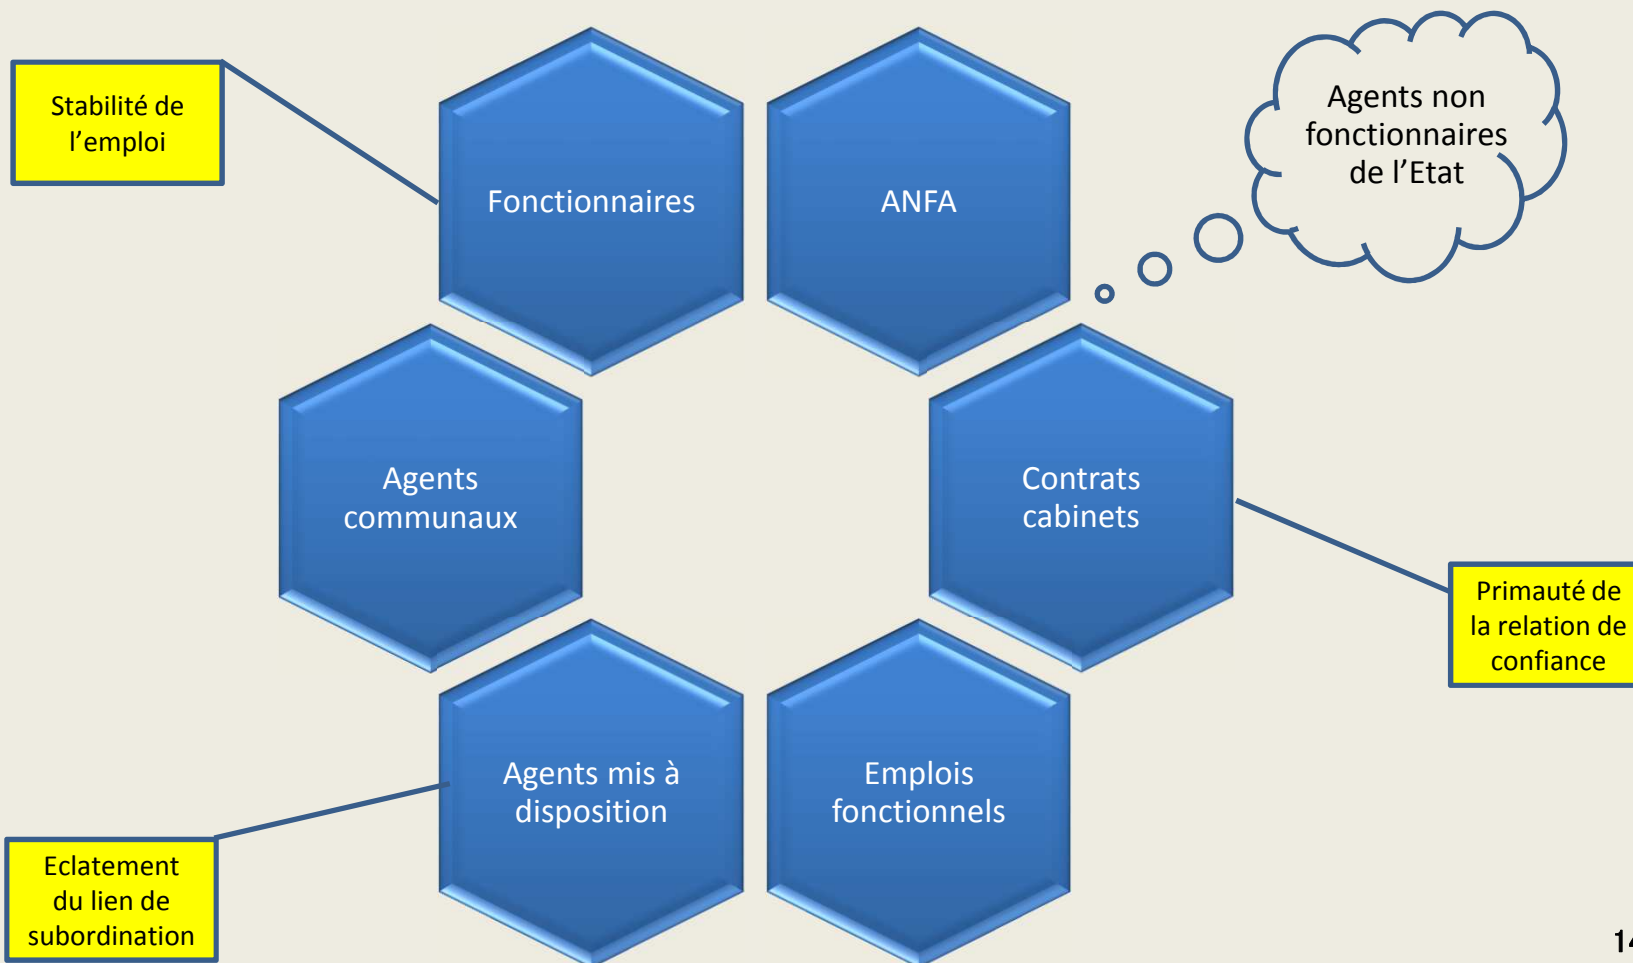 Stabilité de
l’emploi
Fonctionnaires
ANFA
Agents non
fonctionnaires
de l’Etat
Agents
communaux
Contrats
cabinets
Primauté de
la relation de
confiance
Agents mis à
disposition
Emplois
fonctionnels
Eclatement
du lien de
subordination
14